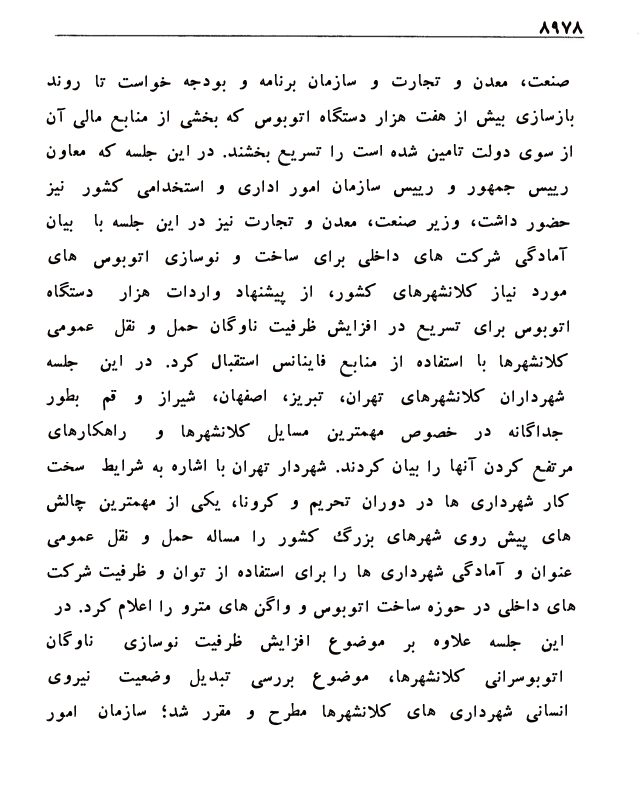 ۸۹۷۸
صنعت، معدن و تجارت و سازمان برنامه و بودجه خواست تا روند
بازسازی بیش از هفت هزار دستگاه اتوبوس که بخشی از منابع مالی آن
از سوی دولت تامین شده است را تسریع بخشند. در این جلسه که معاون
رییس جمهور و رییس سازمان امور اداری و استخدامی کشور نیز
حضور داشت، وزیر صنعت، معدن و تجارت نیز در این جلسه با بیان
آمادگی شرکت های داخلی برای ساخت و نوسازی اتوبوس های
مورد نیاز کلانشهرهای کشور، از پیشنهاد واردات هزار دستگاه
اتوبوس برای تسریع در افزایش ظرفیت ناوگان حمل و نقل عمومی
کلانشهرها با استفاده از منابع فاینانس استقبال کرد. در این جلسه
شهرداران کلانشهرهای تهران، تبریز، اصفهان، شیراز و قم بطور
جداگانه در خصوص مهمترین مسایل کلانشهرها و راهکارهای
مرتفع کردن آنها را بیان کردند. شهردار تهران با اشاره به شرایط سخت
کار شهرداری ها در دوران تحریم و کرونا، یکی از مهمترین چالش
های پیش روی شهرهای بزرگ کشور را مساله حمل و نقل عمومی
عنوان و آمادگی شهرداری ها را برای استفاده از توان و ظرفیت شرکت
های داخلی در حوزه ساخت اتوبوس و واگن های مترو را اعلام کرد. در
این جلسه علاوه بر موضوع افزایش ظرفیت نوسازی ناوگان
اتوبوسرانی کلانشهرها، موضوع بررسی تبدیل وضعیت نیروی
انسانی شهرداری های کلانشهرها مطرح و مقرر شد؛ سازمان امور